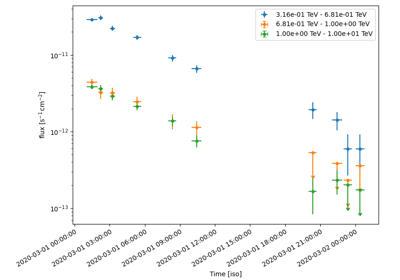 3.16e-01 TeV - 6.81e-01 TeV
6.81e-01 TeV - 1.00e+00 TeV
1.00e+00 TeV - 1.00e+01 TeV
flux [s⁻¹ cm⁻²]
10⁻¹¹
10⁻¹²
10⁻¹³
2020-03-01 00:00:00
2020-03-01 03:00:00
2020-03-01 06:00:00
2020-03-01 09:00:00
2020-03-01 12:00:00
2020-03-01 15:00:00
2020-03-01 18:00:00
2020-03-01 21:00:00
2020-03-02 00:00:00
Time [iso]